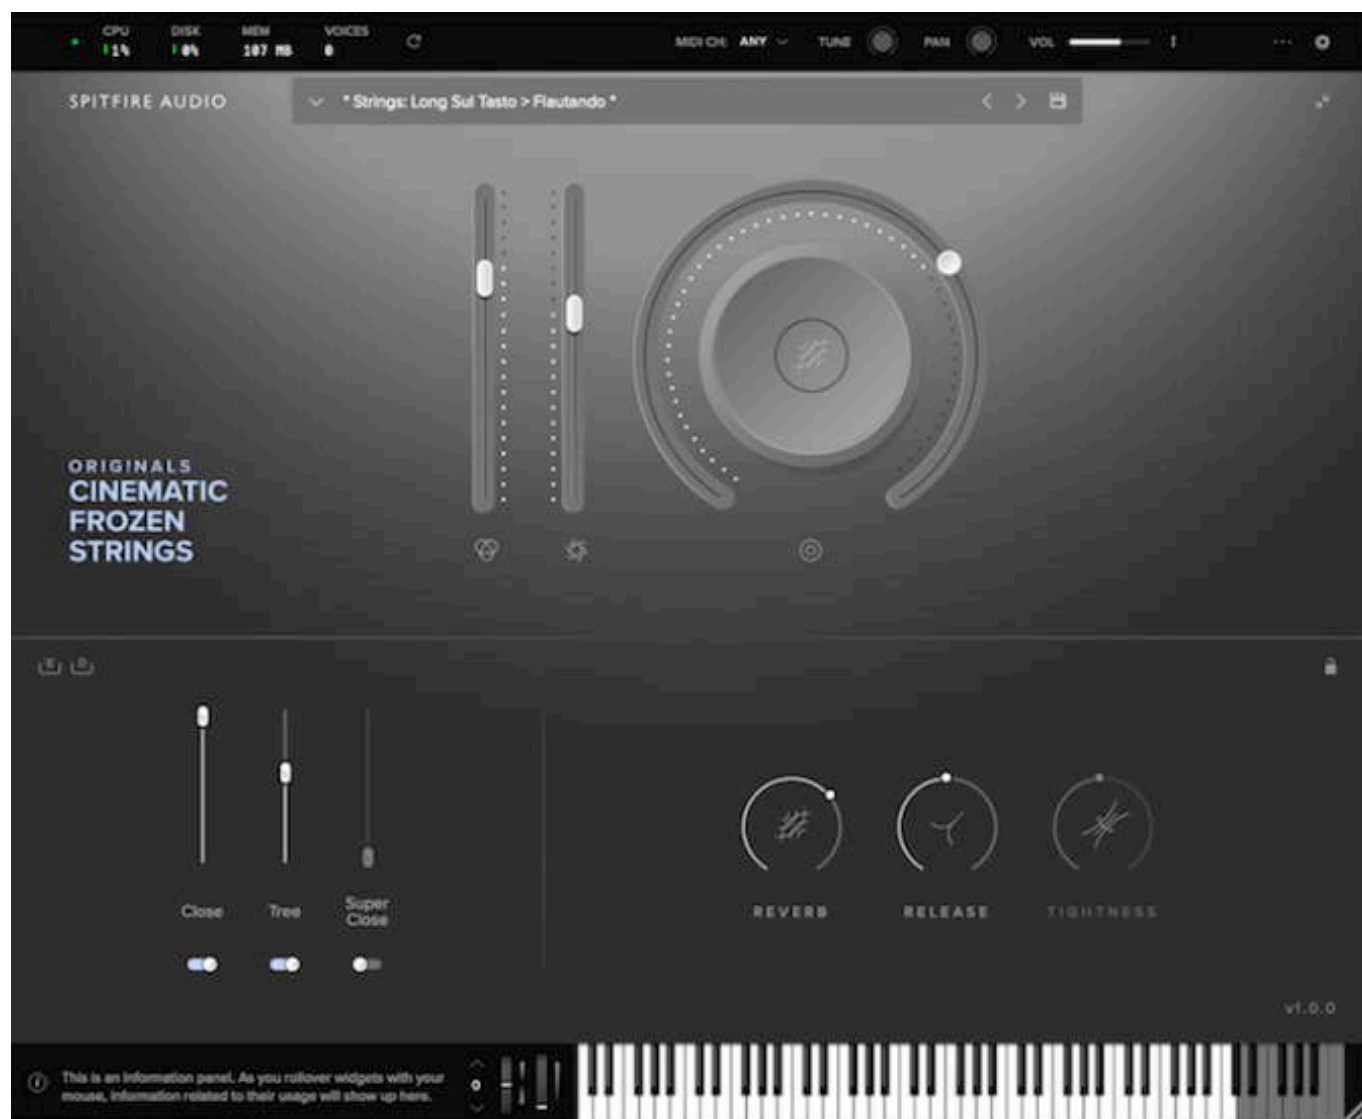 CPU DISK MEM VOICES
1% 0% 107 MB 0
MIDI CH: ANY TUNE PAN VOL
SPITFIRE AUDIO
* Strings: Long Sul Tasto > Flautando *
ORIGINALS
CINEMATIC
FROZEN
STRINGS
Close Tree Super
Close
REVERB RELEASE TIGHTNESS
v1.0.0
This is an information panel. As you rollover widgets with your
mouse, information related to their usage will show up here.
0